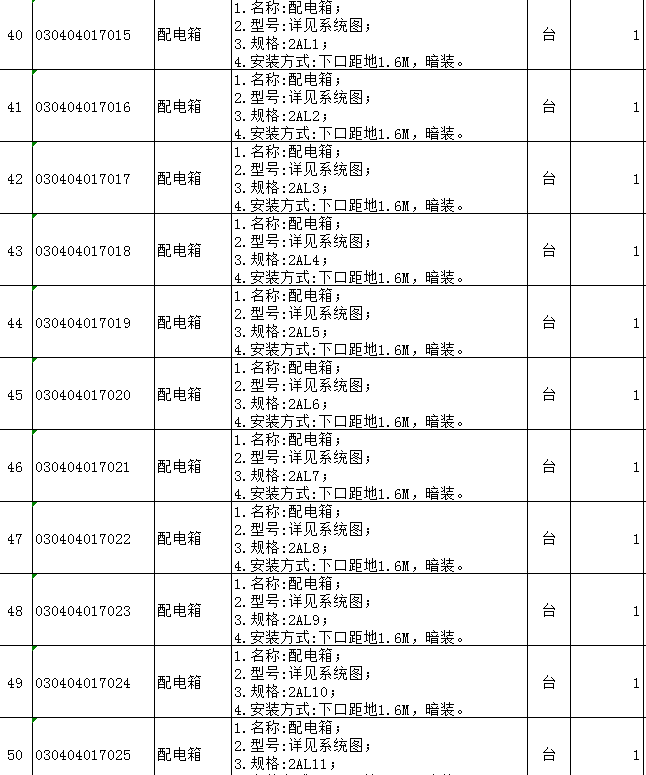 1.名称:配电箱;
2.型号:详见系统图;
40 030404017015 配电箱 台 1
3.规格:2AL1;
4.安装方式:下口距地1.6M,暗装。
1.名称:配电箱;
2.型号:详见系统图;
41 030404017016 配电箱 台 1
3.规格:2AL2;
4.安装方式:下口距地1.6M,暗装。
1.名称:配电箱;
2.型号:详见系统图;
42 030404017017 配电箱 台 1
3.规格:2AL3;
4.安装方式:下口距地1.6M,暗装。
1.名称:配电箱;
2.型号:详见系统图;
43 030404017018 配电箱 台 1
3.规格:2AL4;
4.安装方式:下口距地1.6M,暗装。
1.名称:配电箱;
2.型号:详见系统图;
44 030404017019 配电箱 台 1
3.规格:2AL5;
4.安装方式:下口距地1.6M,暗装。
1.名称:配电箱;
2.型号:详见系统图;
45 030404017020 配电箱 台 1
3.规格:2AL6;
4.安装方式:下口距地1.6M,暗装。
1.名称:配电箱;
2.型号:详见系统图;
46 030404017021 配电箱 台 1
3.规格:2AL7;
4.安装方式:下口距地1.6M,暗装。
1.名称:配电箱;
2.型号:详见系统图;
47 030404017022 配电箱 台 1
3.规格:2AL8;
4.安装方式:下口距地1.6M,暗装。
1.名称:配电箱;
2.型号:详见系统图;
48 030404017023 配电箱 台 1
3.规格:2AL9;
4.安装方式:下口距地1.6M,暗装。
1.名称:配电箱;
2.型号:详见系统图;
49 030404017024 配电箱 台 1
3.规格:2AL10;
4.安装方式:下口距地1.6M,暗装。
1.名称:配电箱;
2.型号:详见系统图;
50 030404017025 配电箱 台 1
3.规格:2AL11;